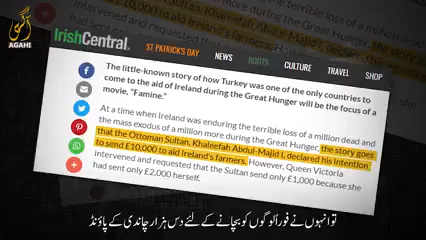 آگہی
AGAHI
IrishCentral.
ST PATRICK'S DAY NEWS ROOTS CULTURE TRAVEL SHOP
The little-known story of how Turkey was one of the only countries to
come to the aid of Ireland during the Great Hunger will be the focus of a
movie, "Famine."
At a time when Ireland was enduring the terrible loss of a million dead and
the mass exodus of a million more during the Great Hunger, the story goes
that the Ottoman Sultan, Khaleefah Abdul-Majid I, declared his intention
to send £10,000 to aid Ireland's farmers. However, Queen Victoria
intervened and requested that the Sultan send only £1,000 because she
had sent only £2,000 herself.
تو انہوں نے فوراً لوگوں کو بچانے کے لئے دس ہزار چاندی کے پاؤنڈ